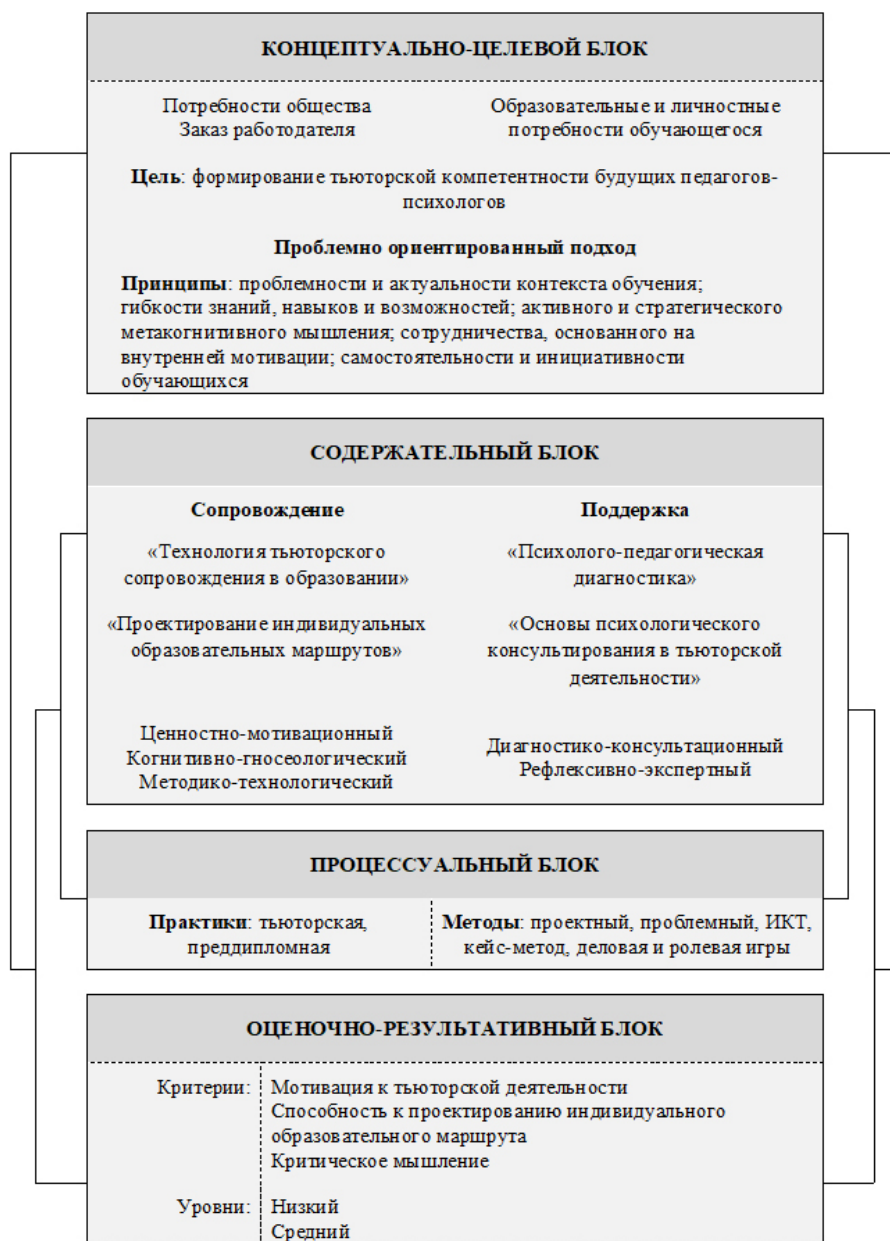 КОНЦЕПТУАЛЬНО-ЦЕЛЕВОЙ БЛОК
Потребности общества
Заказ работодателя
Образовательные и личностные
потребности обучающегося
Цель: формирование тьюторской компетентности будущих педагогов-
психологов
Проблемно ориентированный подход
Принципы: проблемности и актуальности контекста обучения;
гибкости знаний, навыков и возможностей; активного и стратегического
метакогнитивного мышления; сотрудничества, основанного на
внутренней мотивации; самостоятельности и инициативности
обучающихся
СОДЕРЖАТЕЛЬНЫЙ БЛОК
Сопровождение
«Технология тьюторского
сопровождения в образовании»
«Проектирование индивидуальных
образовательных маршрутов»
Ценностно-мотивационный
Когнитивно-гносеологический
Методико-технологический
Поддержка
«Психолого-педагогическая
диагностика»
«Основы психологического
консультирования в тьюторской
деятельности»
Диагностико-консультационный
Рефлексивно-экспертный
ПРОЦЕССУАЛЬНЫЙ БЛОК
Практики: тьюторская,
преддипломная
Методы: проектный, проблемный, ИКТ,
кейс-метод, деловая и ролевая игры
ОЦЕНОЧНО-РЕЗУЛЬТАТИВНЫЙ БЛОК
Критерии:
Мотивация к тьюторской деятельности
Способность к проектированию индивидуального
образовательного маршрута
Критическое мышление
Уровни:
Низкий
Средний